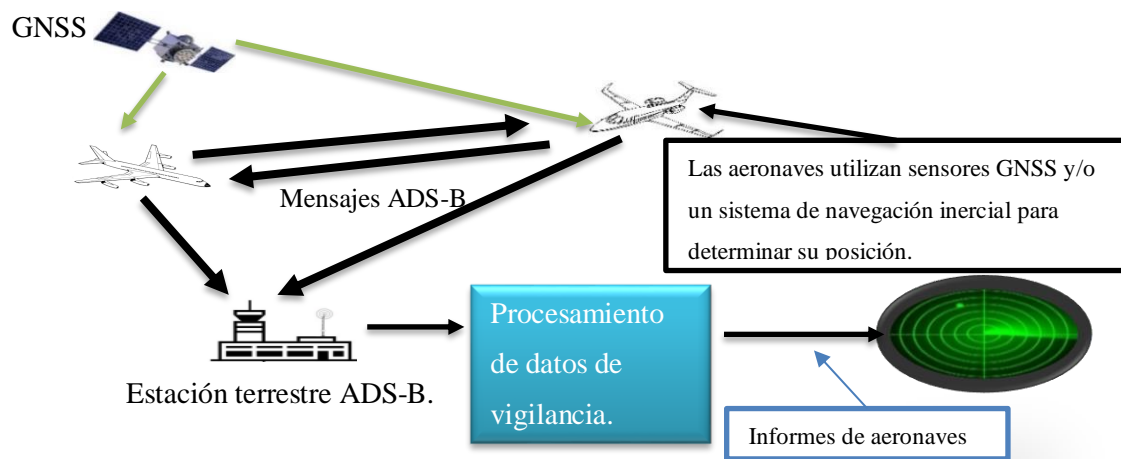 GNSS
Mensajes ADS-B
Las aeronaves utilizan sensores GNSS y/o
un sistema de navegación inercial para
determinar su posición.
Estación terrestre ADS-B.
Procesamiento
de datos de
vigilancia.
Informes de aeronaves